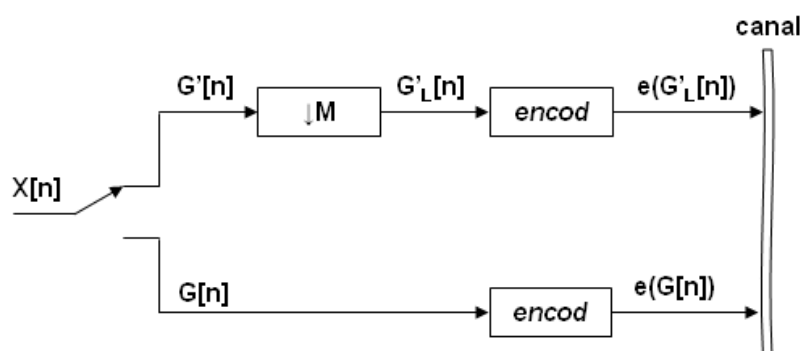 canal
G'[n]
↓M
G'L[n]
encod
e(G'L[n])
X[n]
G[n]
encod
e(G[n])